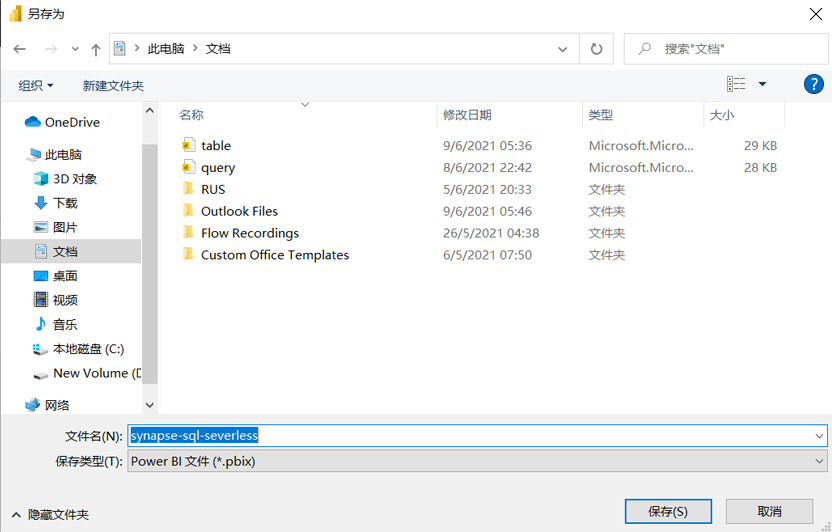 另存为
此电脑 > 文档
搜索"文档"
组织 新建文件夹
名称 修改日期 类型 大小
OneDrive
此电脑
3D 对象
下载
图片
文档
桌面
视频
音乐
本地磁盘 (C:)
New Volume (D
网络
table 9/6/2021 05:36 Microsoft.Micro... 29 KB
query 8/6/2021 22:42 Microsoft.Micro... 28 KB
RUS 5/6/2021 20:33 文件夹
Outlook Files 9/6/2021 05:46 文件夹
Flow Recordings 26/5/2021 04:38 文件夹
Custom Office Templates 6/5/2021 07:50 文件夹
文件名(N): synapse-sql-severless
保存类型(T): Power BI 文件 (*.pbix)
隐藏文件夹 保存(S) 取消